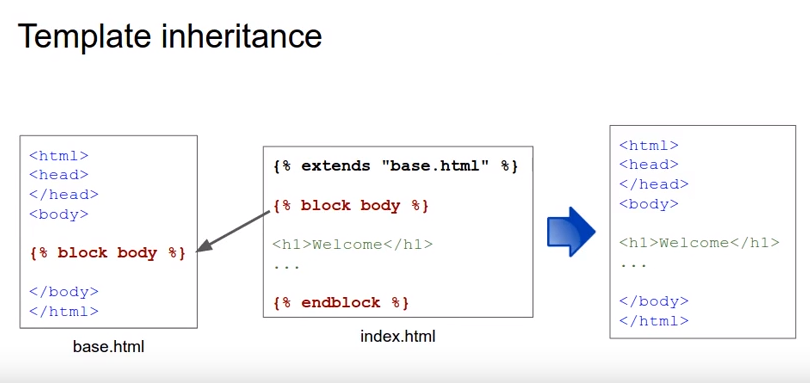 Template inheritance
<html>
<head>
</head>
<body>
{% block body %}
</body>
</html>
base.html
{% extends "base.html" %}
{% block body %}
<h1>Welcome</h1>
...
{% endblock %}
index.html
<html>
<head>
</head>
<body>
<h1>Welcome</h1>
...
</body>
</html>